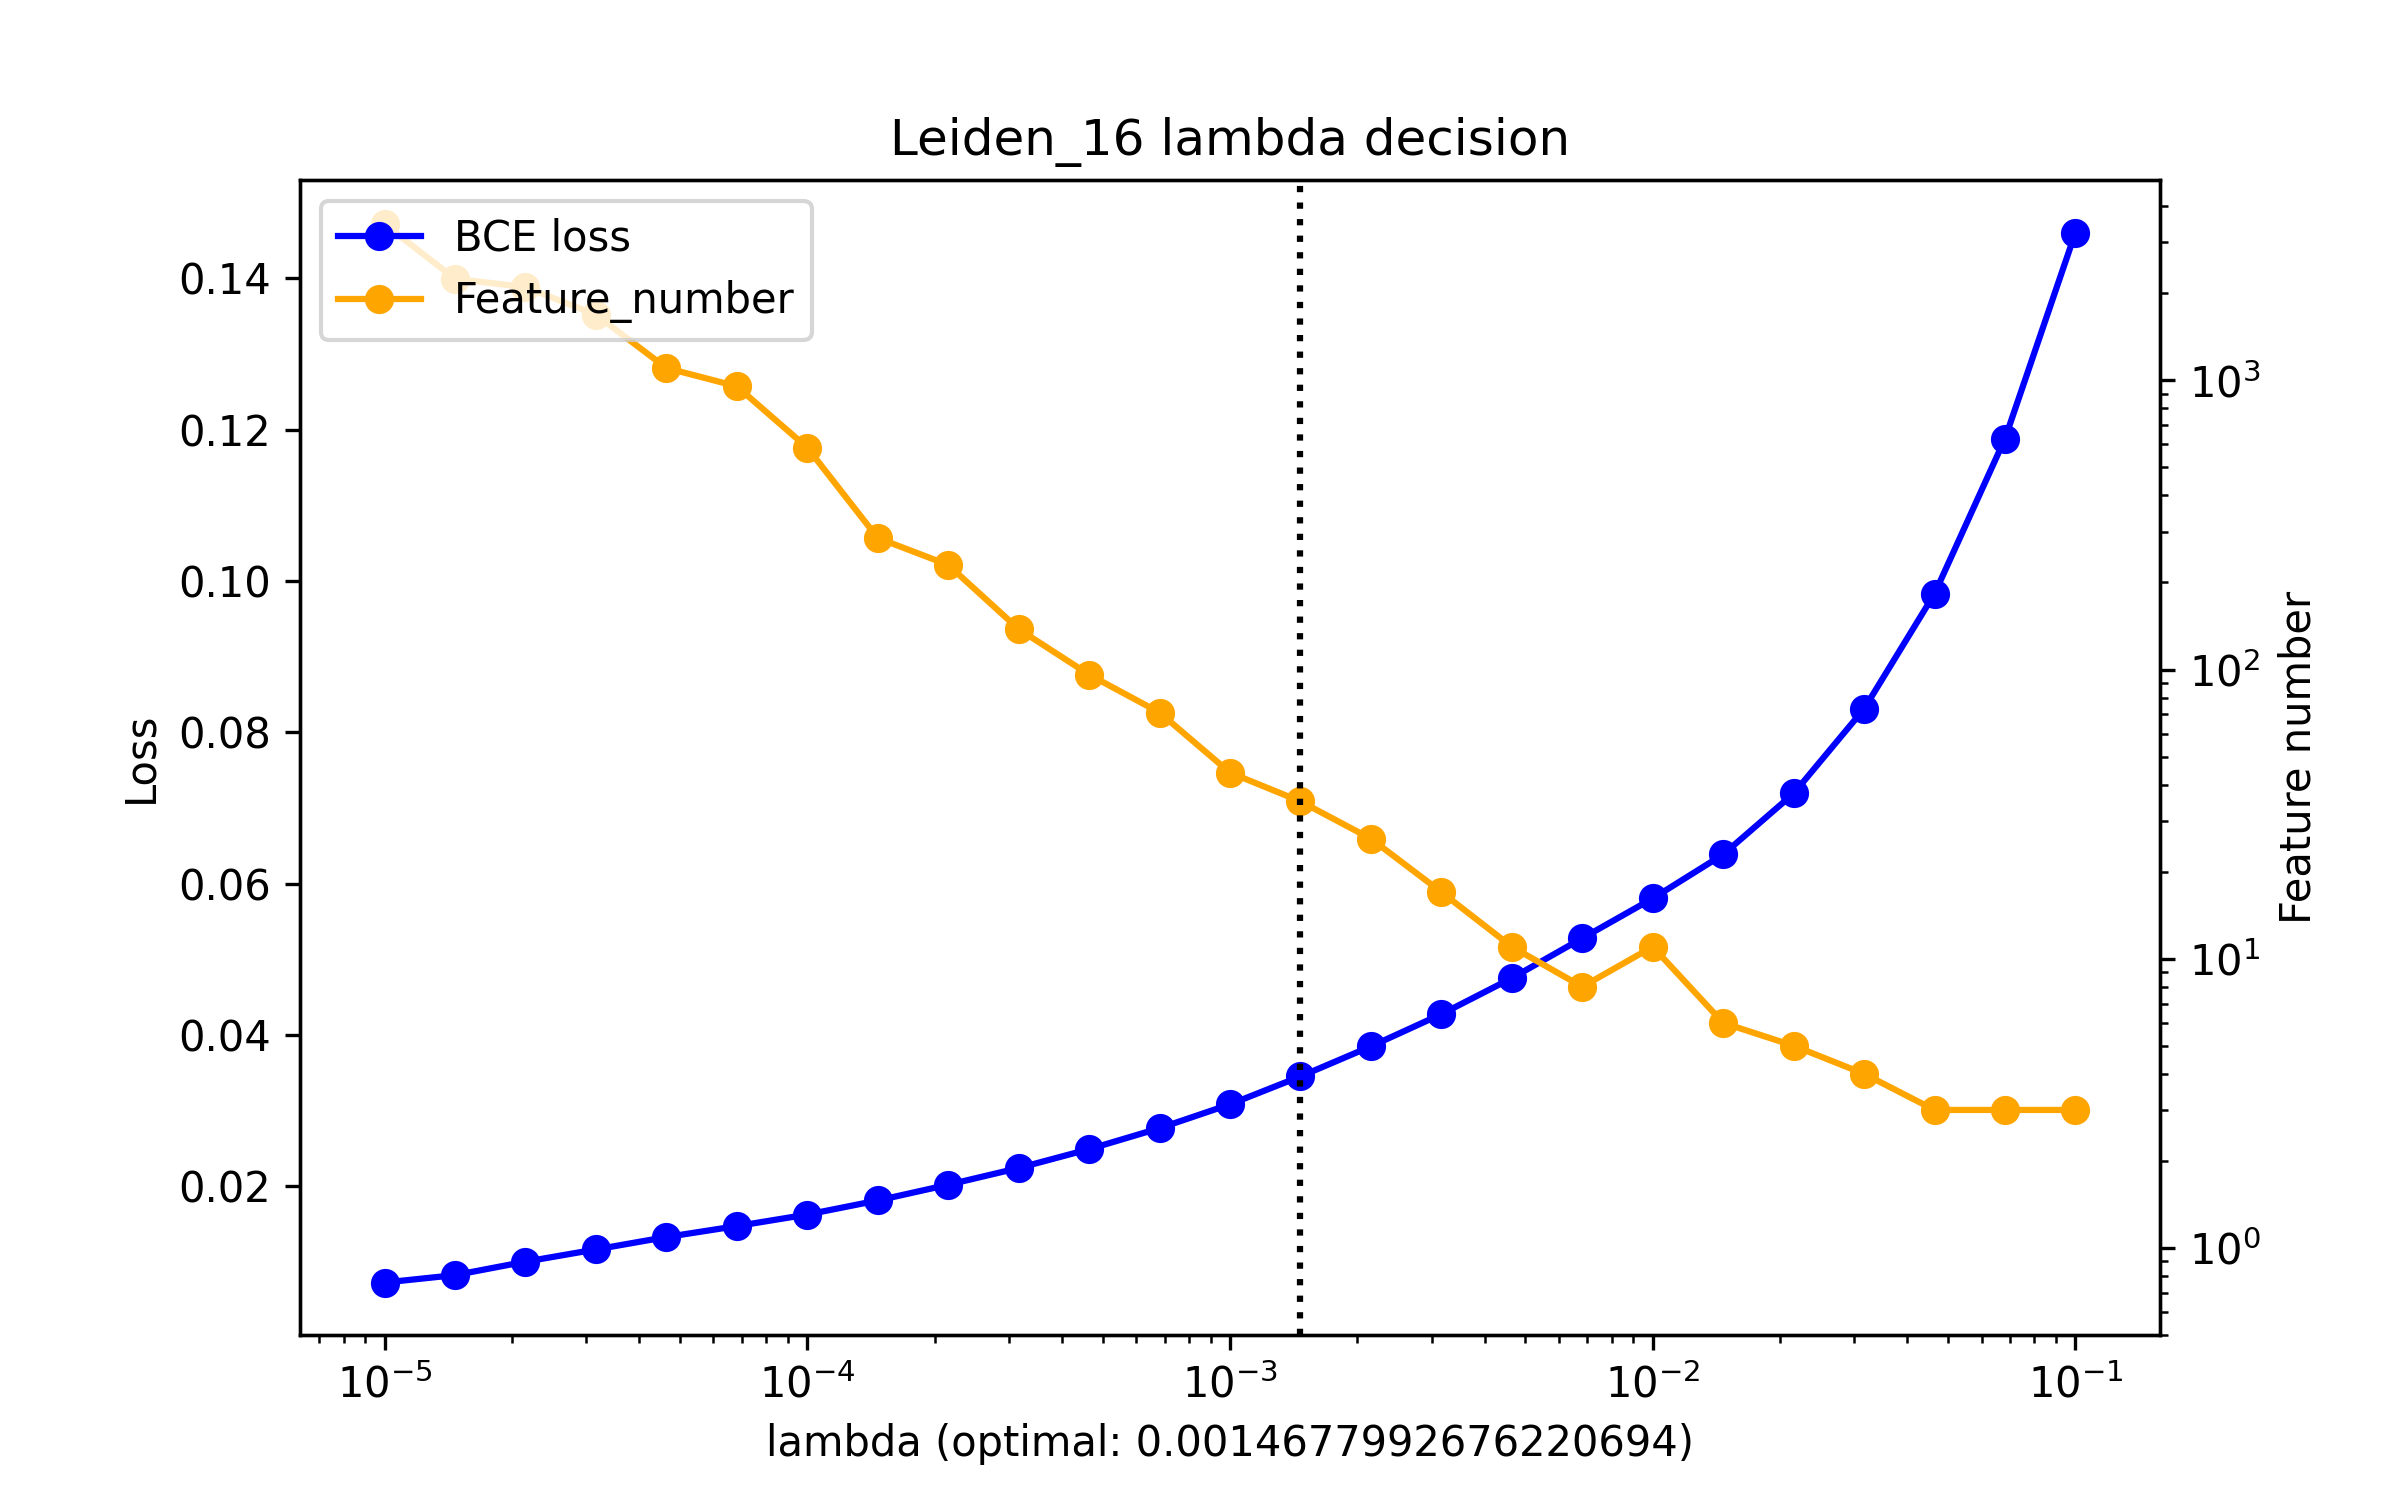 Leiden_16 lambda decision
BCE loss
Feature_number
0.14
0.12
0.10
0.08
0.06
0.04
0.02
Loss
10³
10²
10¹
10⁰
Feature number
10⁻⁵ 10⁻⁴ 10⁻³ 10⁻² 10⁻¹
lambda (optimal: 0.0014677992676220694)